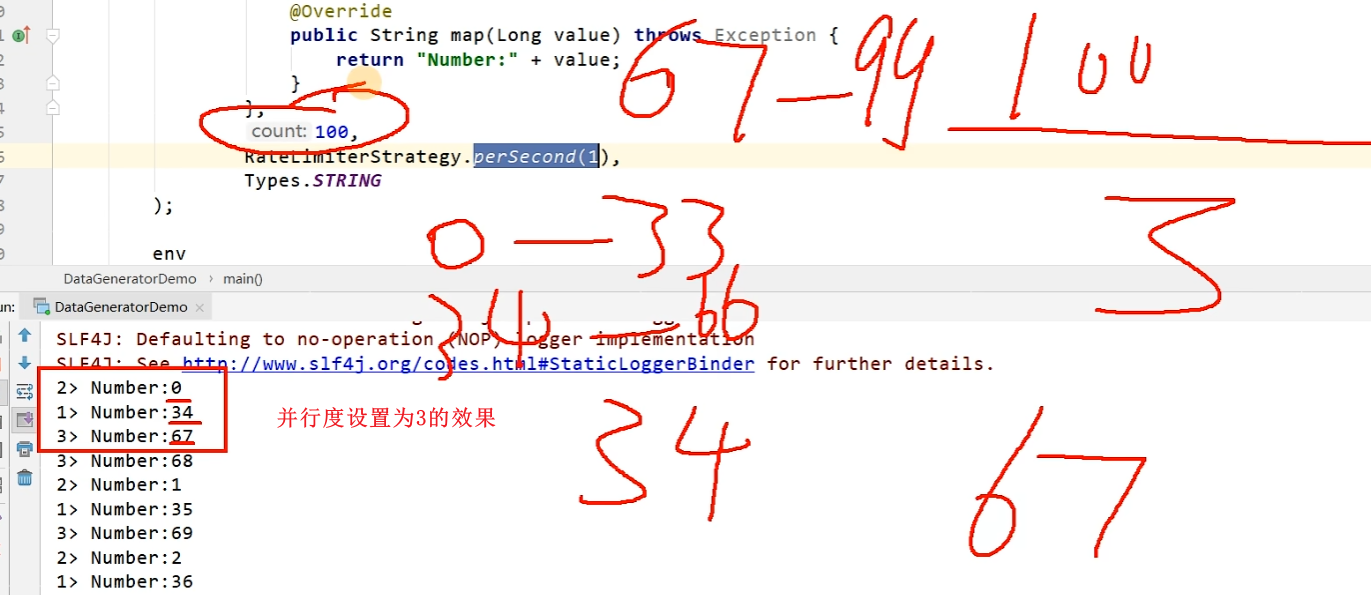 @Override
public String map(Long value) throws Exception {
return "Number:" + value;
}
},
count: 100,
RateLimiterStrategy.perSecond(1),
Types.STRING
);
env
67-99
100
3
0-33
34-66
34
67
DataGeneratorDemo › main()
un: DataGeneratorDemo ×
SLF4J: Defaulting to no-operation (NOP) logger implementation
SLF4J: See http://www.slf4j.org/codes.html#StaticLoggerBinder for further details.
2> Number:0
1> Number:34
3> Number:67
并行度设置为3的效果
3> Number:68
2> Number:1
1> Number:35
3> Number:69
2> Number:2
1> Number:36